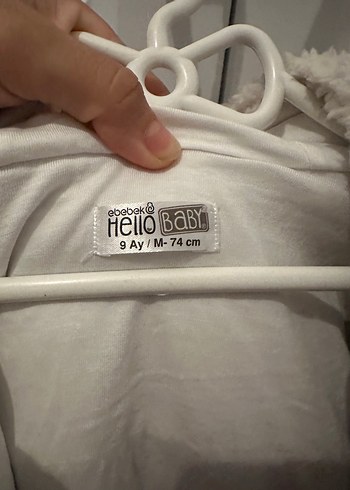 ebebek
HELLO BABY
9 Ay / M- 74 cm